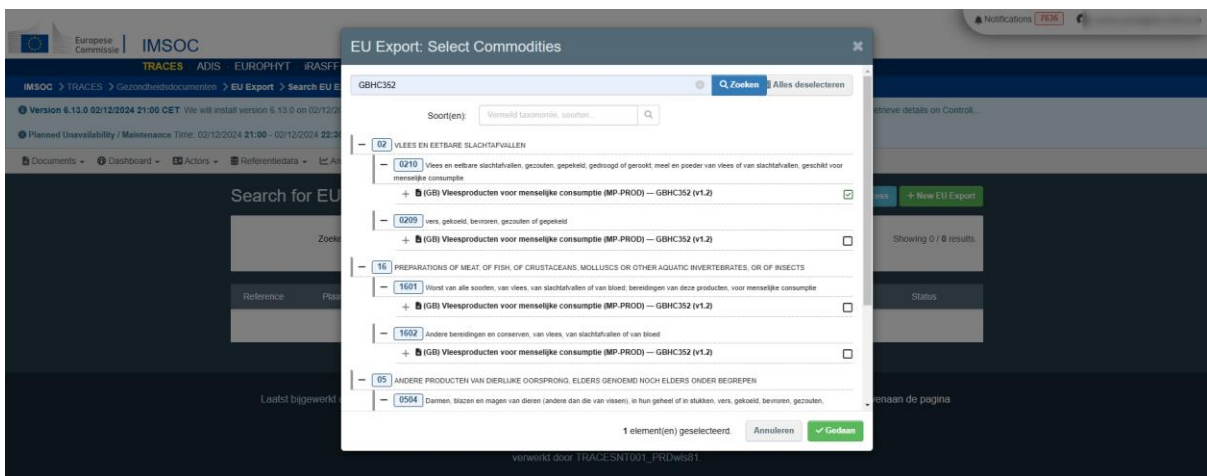 Notifications 7636
Europese
Commissie
IMSOC
TRACES ADIS EUROPHYT iRASFF
IMSOC > TRACES > Gezondheidsdocumenten > EU Export > Search EU E
Version 6.13.0 02/12/2024 21:00 CET We will install version 6.13.0 on 02/12/20
etrieve details on Controll...
Planned Unavailability / Maintenance Time: 02/12/2024 21:00 - 02/12/2024 22:3
Documents Dashboard Actors Referentiedata An
Search for EU
+ New EU Export
Zoeke
Showing 0 / 0 results.
Reference Plaa Status
Laatst bijgewerkt
enaan de pagina
verwerkt door TRACESNT001_PRDwls81
EU Export: Select Commodities
GBHC352 Zoeken Alles deselecteren
Soort(en): Vermeld taxonomie, soorten...
02 VLEES EN EETBARE SLACHTAFVALLEN
0210 Vlees en eetbare slachtafvallen, gezouten, gepekeld, gedroogd of gerookt; meel en poeder van vlees of van slachtafvallen, geschikt voor
menselijke consumptie
(GB) Vleesproducten voor menselijke consumptie (MP-PROD) — GBHC352 (v1.2)
0209 vers, gekoeld, bevroren, gezouten of gepekeld
(GB) Vleesproducten voor menselijke consumptie (MP-PROD) — GBHC352 (v1.2)
16 PREPARATIONS OF MEAT, OF FISH, OF CRUSTACEANS, MOLLUSCS OR OTHER AQUATIC INVERTEBRATES, OR OF INSECTS
1601 Worst van alle soorten, van vlees, van slachtafvallen of van bloed; bereidingen van deze producten, voor menselijke consumptie
(GB) Vleesproducten voor menselijke consumptie (MP-PROD) — GBHC352 (v1.2)
1602 Andere bereidingen en conserven, van vlees, van slachtafvallen of van bloed
(GB) Vleesproducten voor menselijke consumptie (MP-PROD) — GBHC352 (v1.2)
05 ANDERE PRODUCTEN VAN DIERLIJKE OORSPRONG, ELDERS GENOEMD NOCH ELDERS ONDER BEGREPEN
0504 Darmen, blazen en magen van dieren (andere dan die van vissen), in hun geheel of in stukken, vers, gekoeld, bevroren, gezouten,
1 element(en) geselecteerd. Annuleren Gedaan